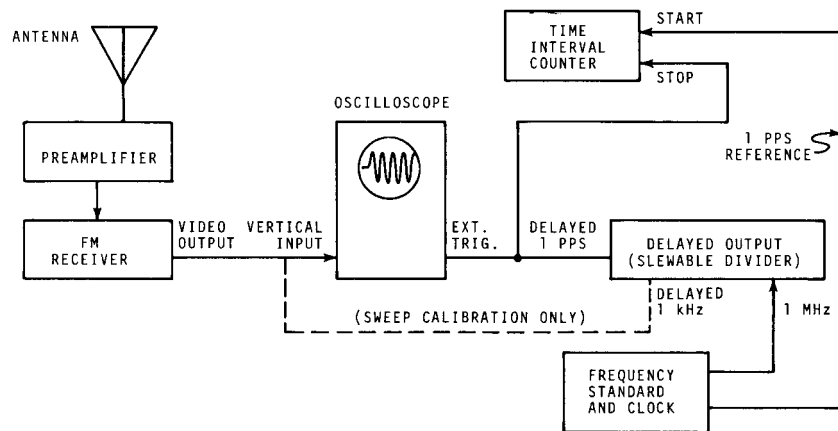 ANTENNA
PREAMPLIFIER
FM
RECEIVER
VIDEO
OUTPUT
VERTICAL
INPUT
OSCILLOSCOPE
EXT.
TRIG.
DELAYED
1 PPS
TIME
INTERVAL
COUNTER
START
STOP
1 PPS
REFERENCE
DELAYED OUTPUT
(SLEWABLE DIVIDER)
(SWEEP CALIBRATION ONLY)
DELAYED
1 kHz
1 MHz
FREQUENCY
STANDARD
AND CLOCK